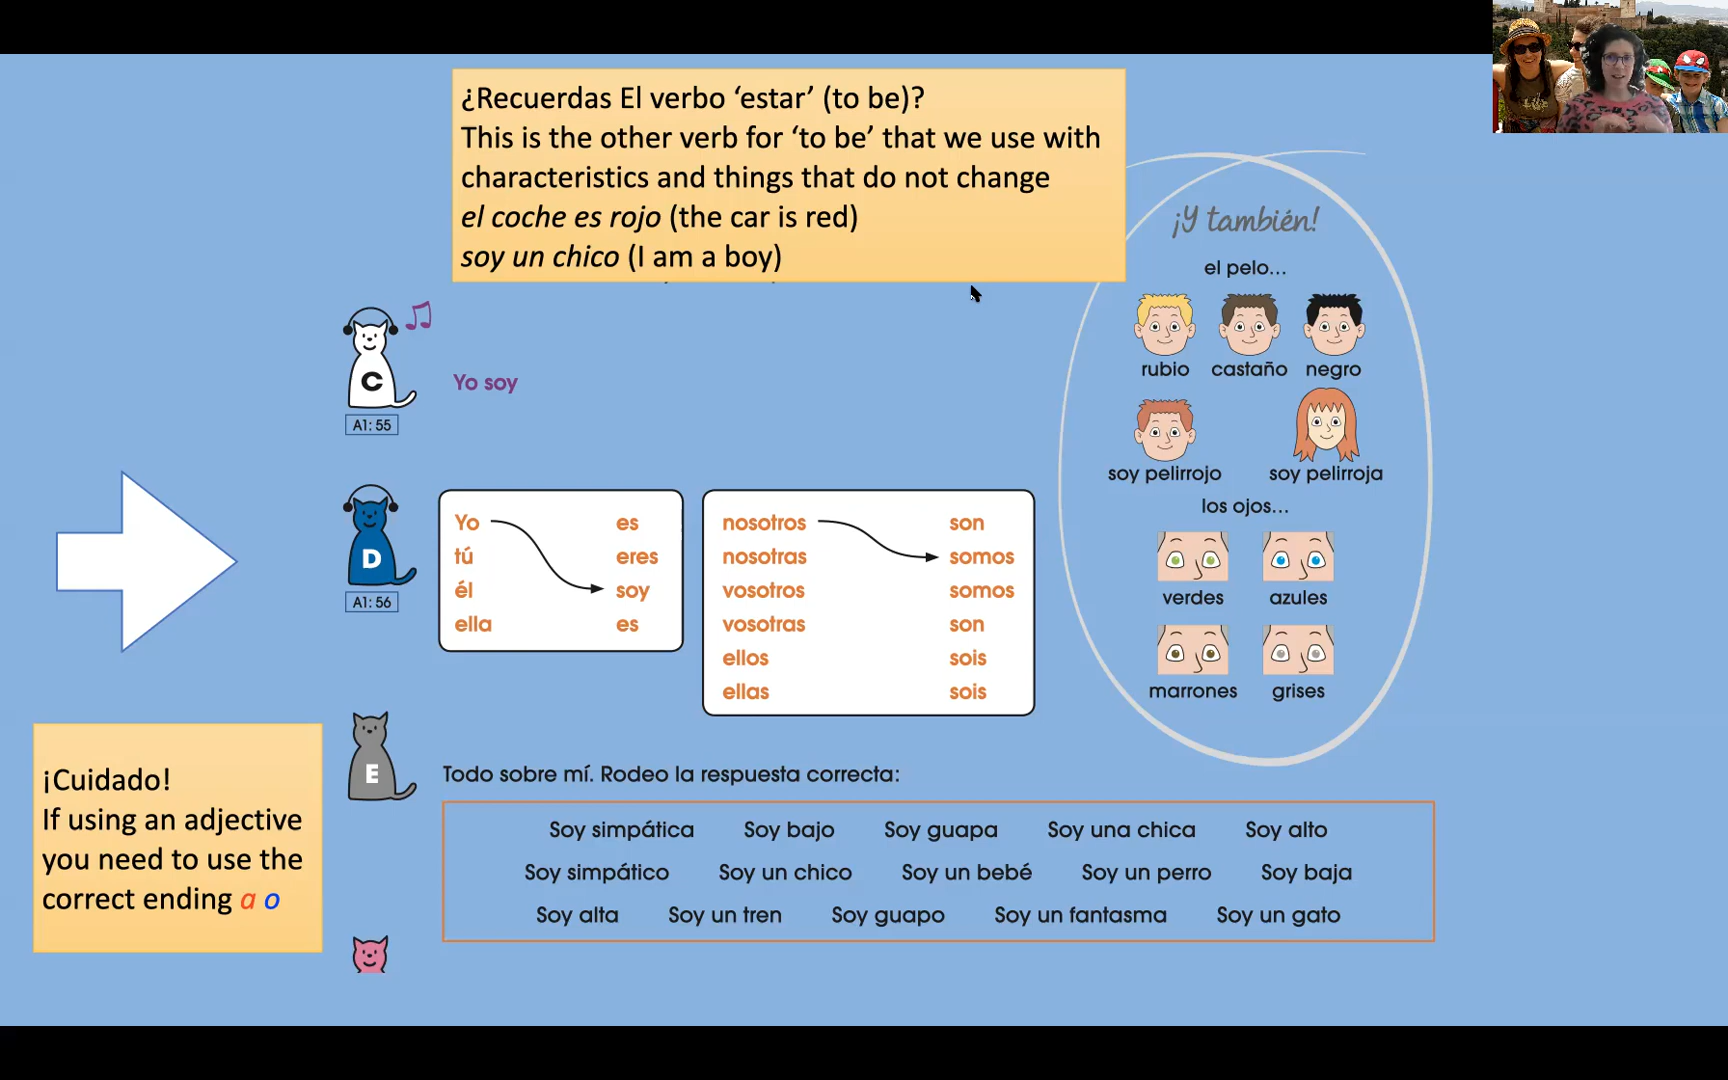 ¿Recuerdas El verbo ‘estar’ (to be)?
This is the other verb for ‘to be’ that we use with
characteristics and things that do not change
el coche es rojo (the car is red)
soy un chico (I am a boy)
C
A1: 55
Yo soy
D
A1: 56
Yo es
tú eres
él soy
ella es
nosotros son
nosotras somos
vosotros somos
vosotras son
ellos sois
ellas sois
¡Y también!
el pelo...
rubio castaño negro
soy pelirrojo soy pelirroja
los ojos...
verdes azules
marrones grises
¡Cuidado!
If using an adjective
you need to use the
correct ending a o
E
Todo sobre mí. Rodeo la respuesta correcta:
Soy simpática Soy bajo Soy guapa Soy una chica Soy alto
Soy simpático Soy un chico Soy un bebé Soy un perro Soy baja
Soy alta Soy un tren Soy guapo Soy un fantasma Soy un gato